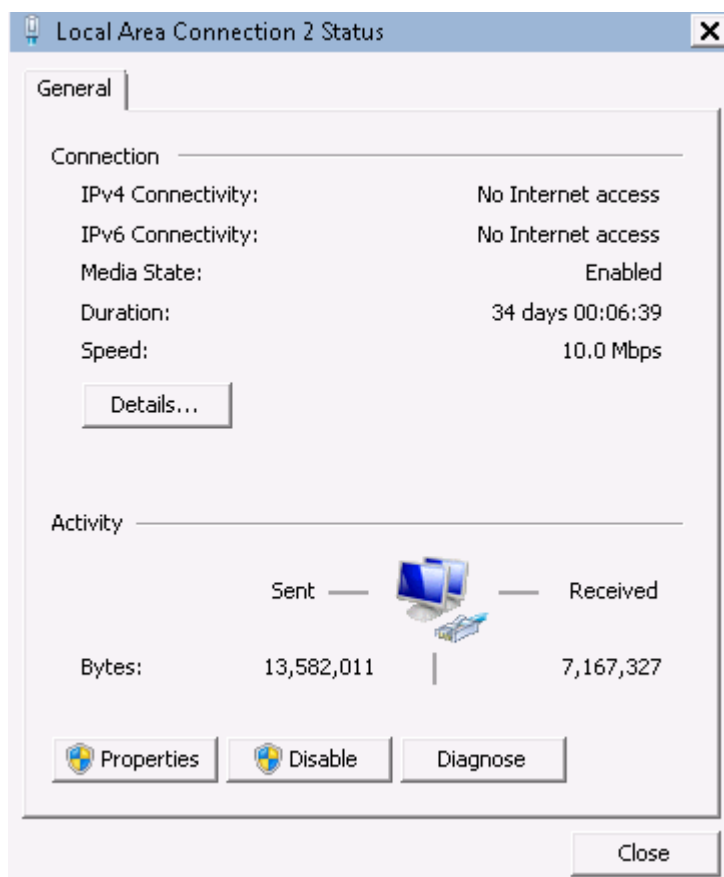 Local Area Connection 2 Status
General
Connection
IPv4 Connectivity: No Internet access
IPv6 Connectivity: No Internet access
Media State: Enabled
Duration: 34 days 00:06:39
Speed: 10.0 Mbps
Details...
Activity
Sent Received
Bytes: 13,582,011 7,167,327
Properties Disable Diagnose
Close